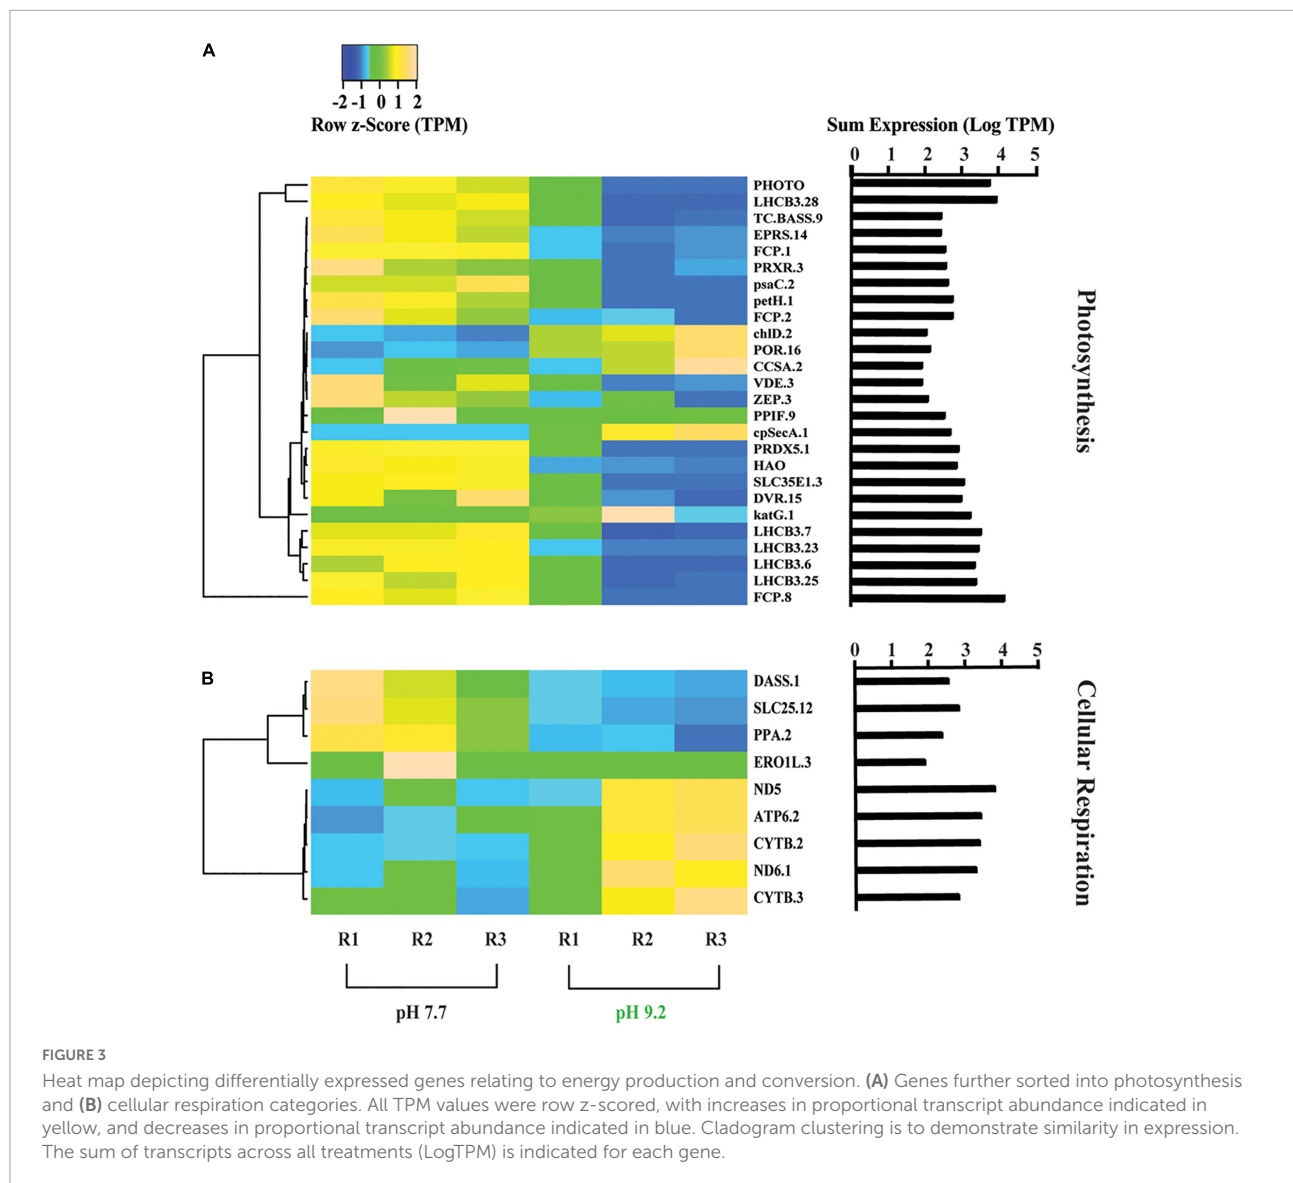 A
-2 -1 0 1 2
Row z-Score (TPM)
Sum Expression (Log TPM)
0 1 2 3 4 5
PHOTO
LHCB3.28
TC.BASS.9
EPRS.14
FCP.1
PRXR.3
psaC.2
petH.1
FCP.2
chlD.2
POR.16
CCSA.2
VDE.3
ZEP.3
PPIF.9
cpSecA.1
PRDX5.1
HAO
SLC35E1.3
DVR.15
katG.1
LHCB3.7
LHCB3.23
LHCB3.6
LHCB3.25
FCP.8
Photosynthesis
B
0 1 2 3 4 5
DASS.1
SLC25.12
PPA.2
ERO1L.3
ND5
ATP6.2
CYTB.2
ND6.1
CYTB.3
Cellular Respiration
R1 R2 R3 R1 R2 R3
pH 7.7 pH 9.2
FIGURE 3
Heat map depicting differentially expressed genes relating to energy production and conversion. (A) Genes further sorted into photosynthesis
and (B) cellular respiration categories. All TPM values were row z-scored, with increases in proportional transcript abundance indicated in
yellow, and decreases in proportional transcript abundance indicated in blue. Cladogram clustering is to demonstrate similarity in expression.
The sum of transcripts across all treatments (LogTPM) is indicated for each gene.